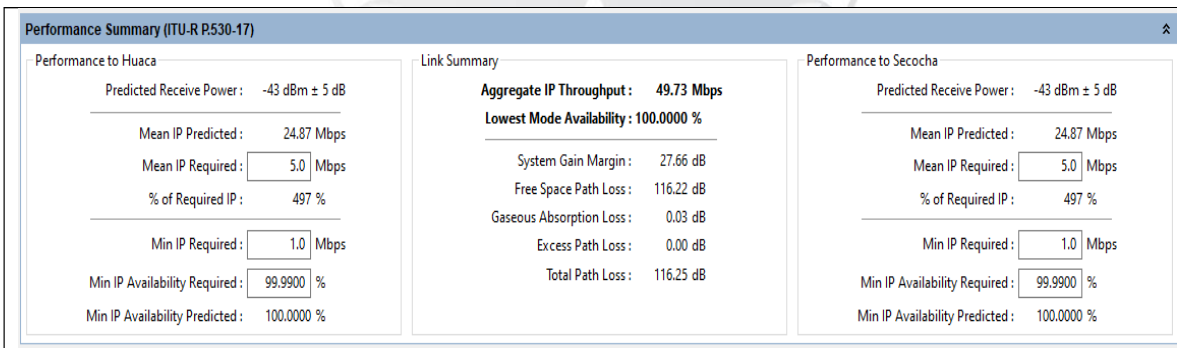 Performance Summary (ITU-R P.530-17)
Performance to Huaca
Predicted Receive Power : -43 dBm ± 5 dB
Mean IP Predicted : 24.87 Mbps
Mean IP Required : 5.0 Mbps
% of Required IP : 497 %
Min IP Required : 1.0 Mbps
Min IP Availability Required : 99.9900 %
Min IP Availability Predicted : 100.0000 %
Link Summary
Aggregate IP Throughput : 49.73 Mbps
Lowest Mode Availability : 100.0000 %
System Gain Margin : 27.66 dB
Free Space Path Loss : 116.22 dB
Gaseous Absorption Loss : 0.03 dB
Excess Path Loss : 0.00 dB
Total Path Loss : 116.25 dB
Performance to Secocha
Predicted Receive Power : -43 dBm ± 5 dB
Mean IP Predicted : 24.87 Mbps
Mean IP Required : 5.0 Mbps
% of Required IP : 497 %
Min IP Required : 1.0 Mbps
Min IP Availability Required : 99.9900 %
Min IP Availability Predicted : 100.0000 %